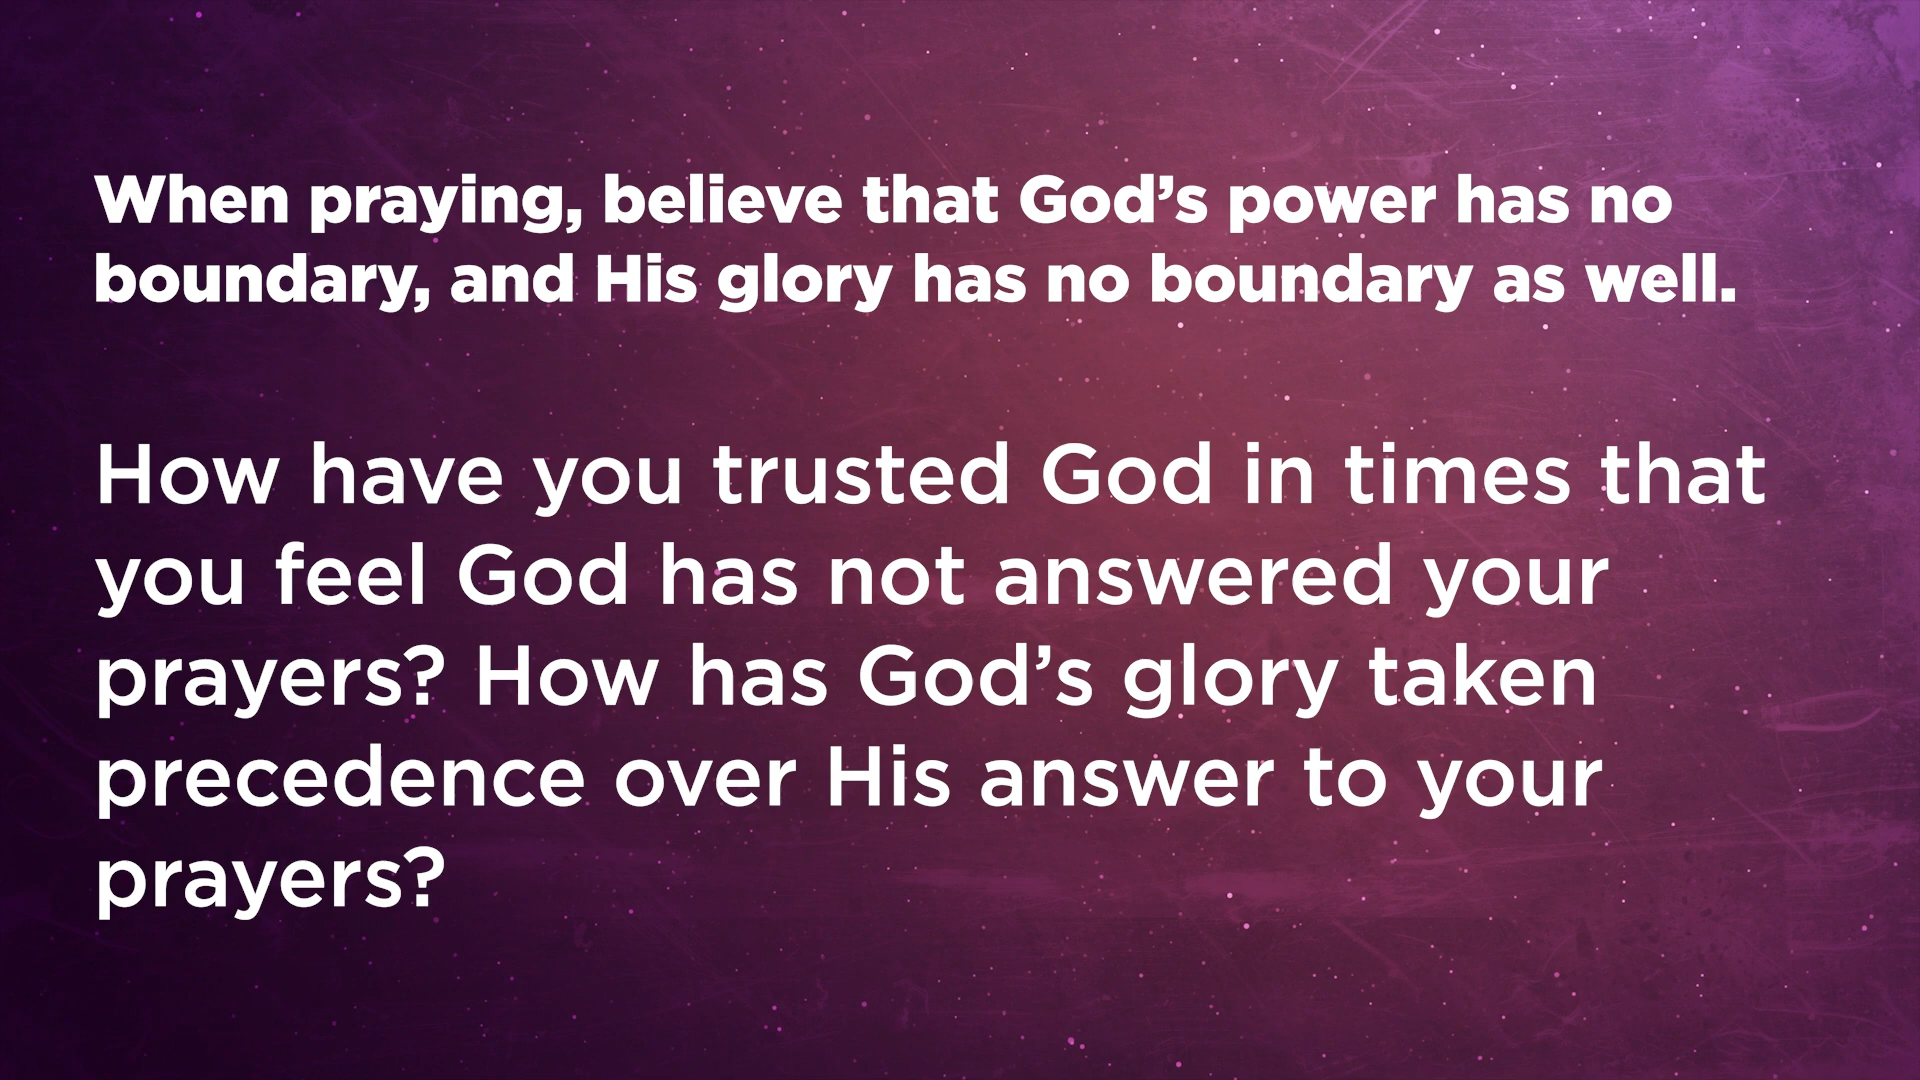 When praying, believe that God’s power has no
boundary, and His glory has no boundary as well.
How have you trusted God in times that
you feel God has not answered your
prayers? How has God’s glory taken
precedence over His answer to your
prayers?